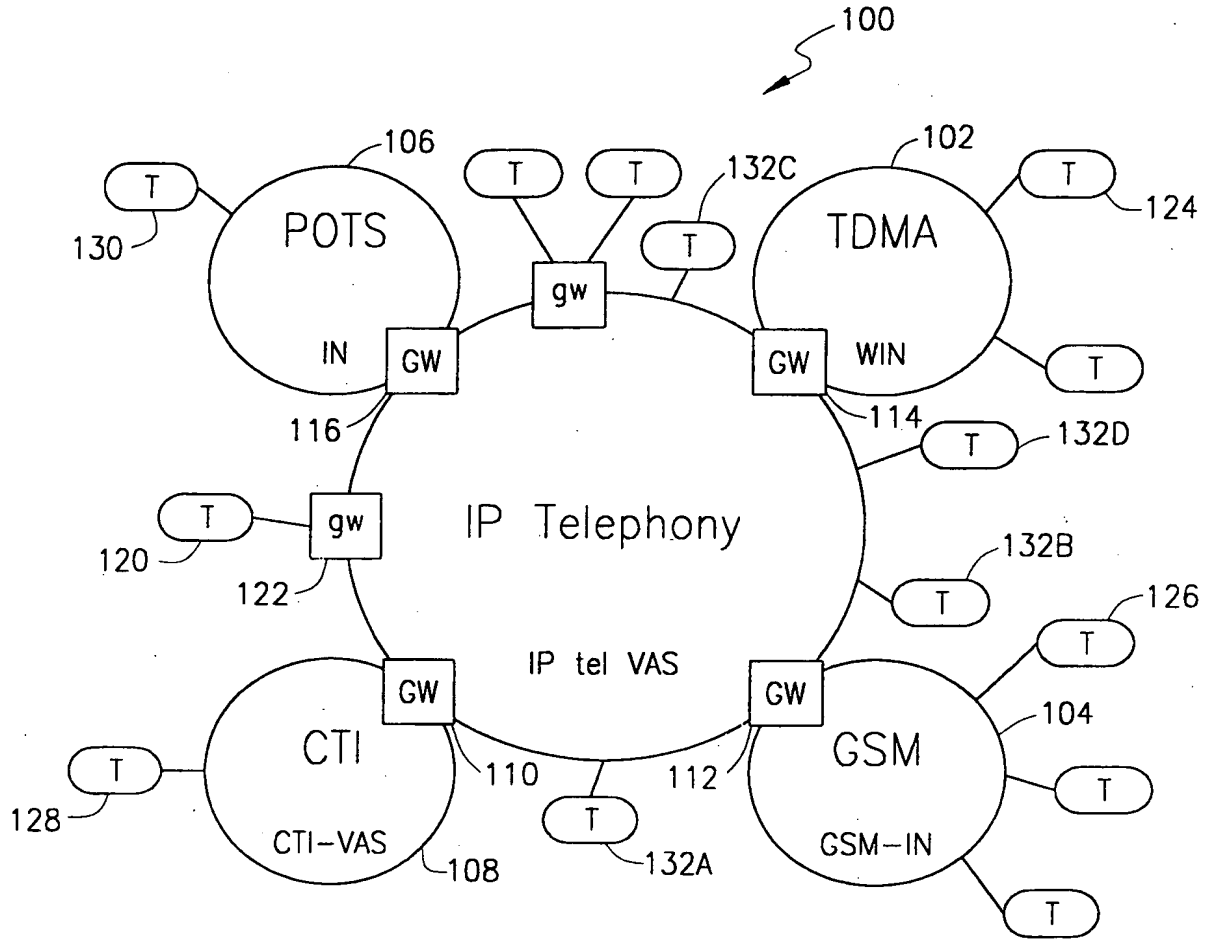 100
106
102
T
T
T
132C
T
130
POTS
T
TDMA
124
gw
IN
GW
GW
WIN
T
116
114
T
132D
T
gw
IP Telephony
120
122
132B
T
126
T
IP tel VAS
GW
GW
104
CTI
110
112
GSM
T
T
128
T
CTI-VAS
GSM-IN
108
132A
T